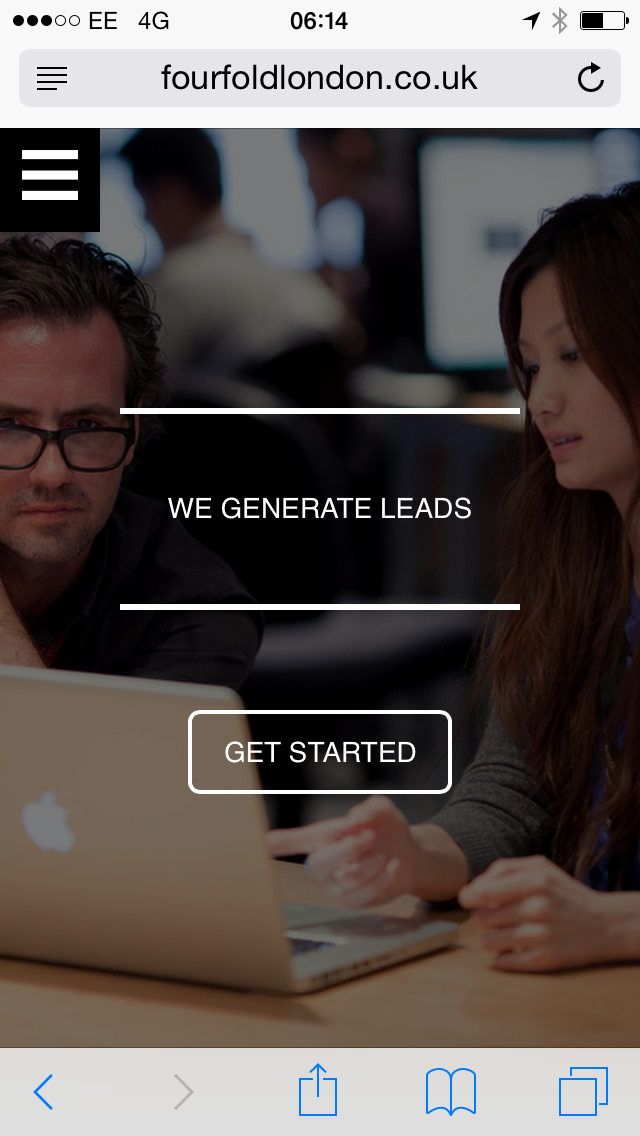 EE 4G 06:14
fourfoldlondon.co.uk
WE GENERATE LEADS
GET STARTED